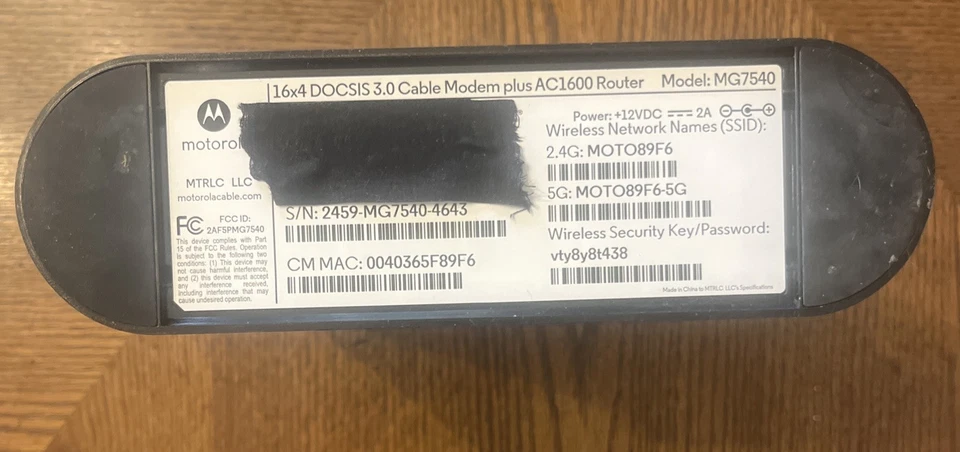 16x4 DOCSIS 3.0 Cable Modem plus AC1600 Router Model: MG7540
motorol
MTRLC LLC
motorolacable.com
FC FCC ID:
2AFSPMG7540
This device complies with Part
15 of the FCC Rules. Operation
is subject to the following two
conditions: (1) This device may
not cause harmful interference,
and (2) this device must accept
any interference received,
including interference that may
cause undesired operation.
S/N: 2459-MG7540-4643
CM MAC: 0040365F89F6
Power: +12VDC 2A
Wireless Network Names (SSID):
2.4G: MOTO89F6
5G: MOTO89F6-5G
Wireless Security Key/Password:
vty8y8t438
Made in China to MTRLC LLC's Specifications